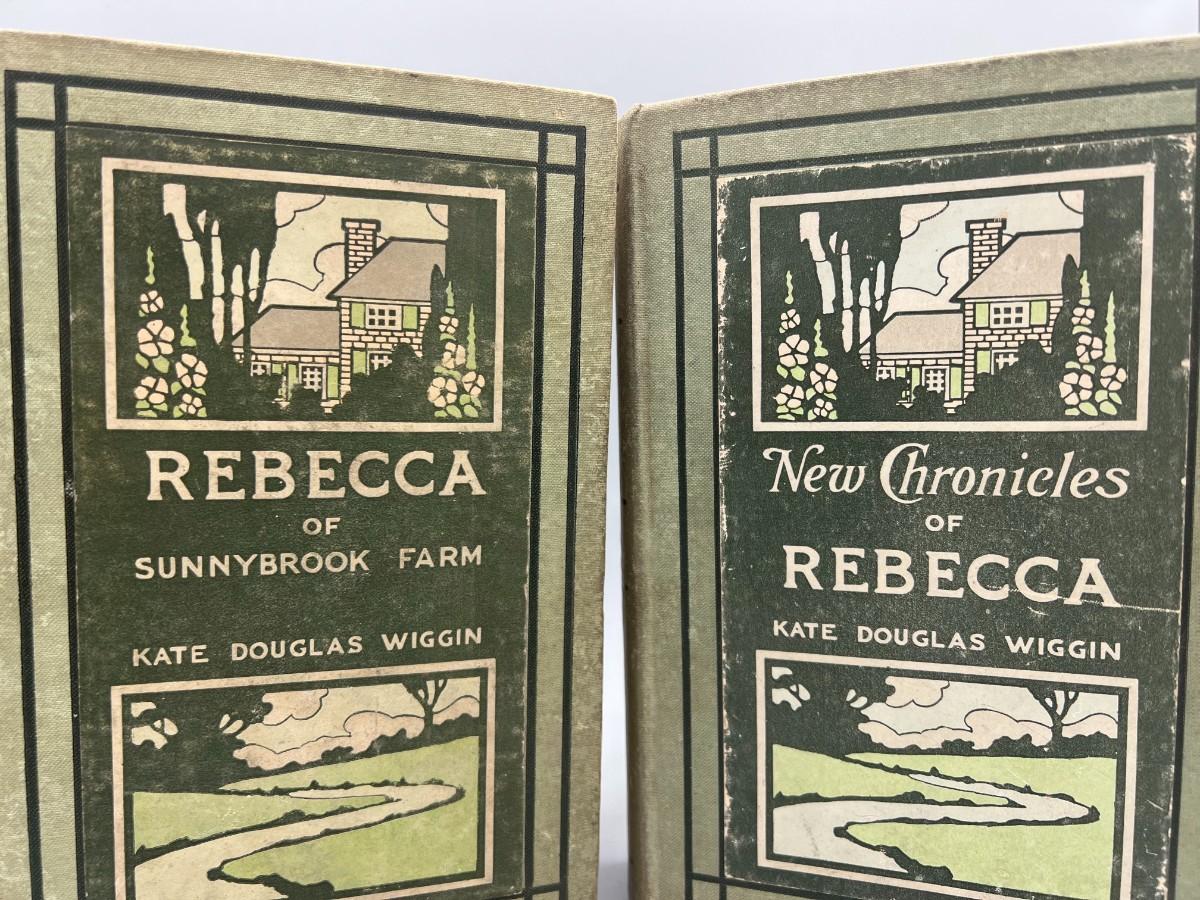 REBECCA
OF
SUNNYBROOK FARM
KATE DOUGLAS WIGGIN
New Chronicles
OF
REBECCA
KATE DOUGLAS WIGGIN